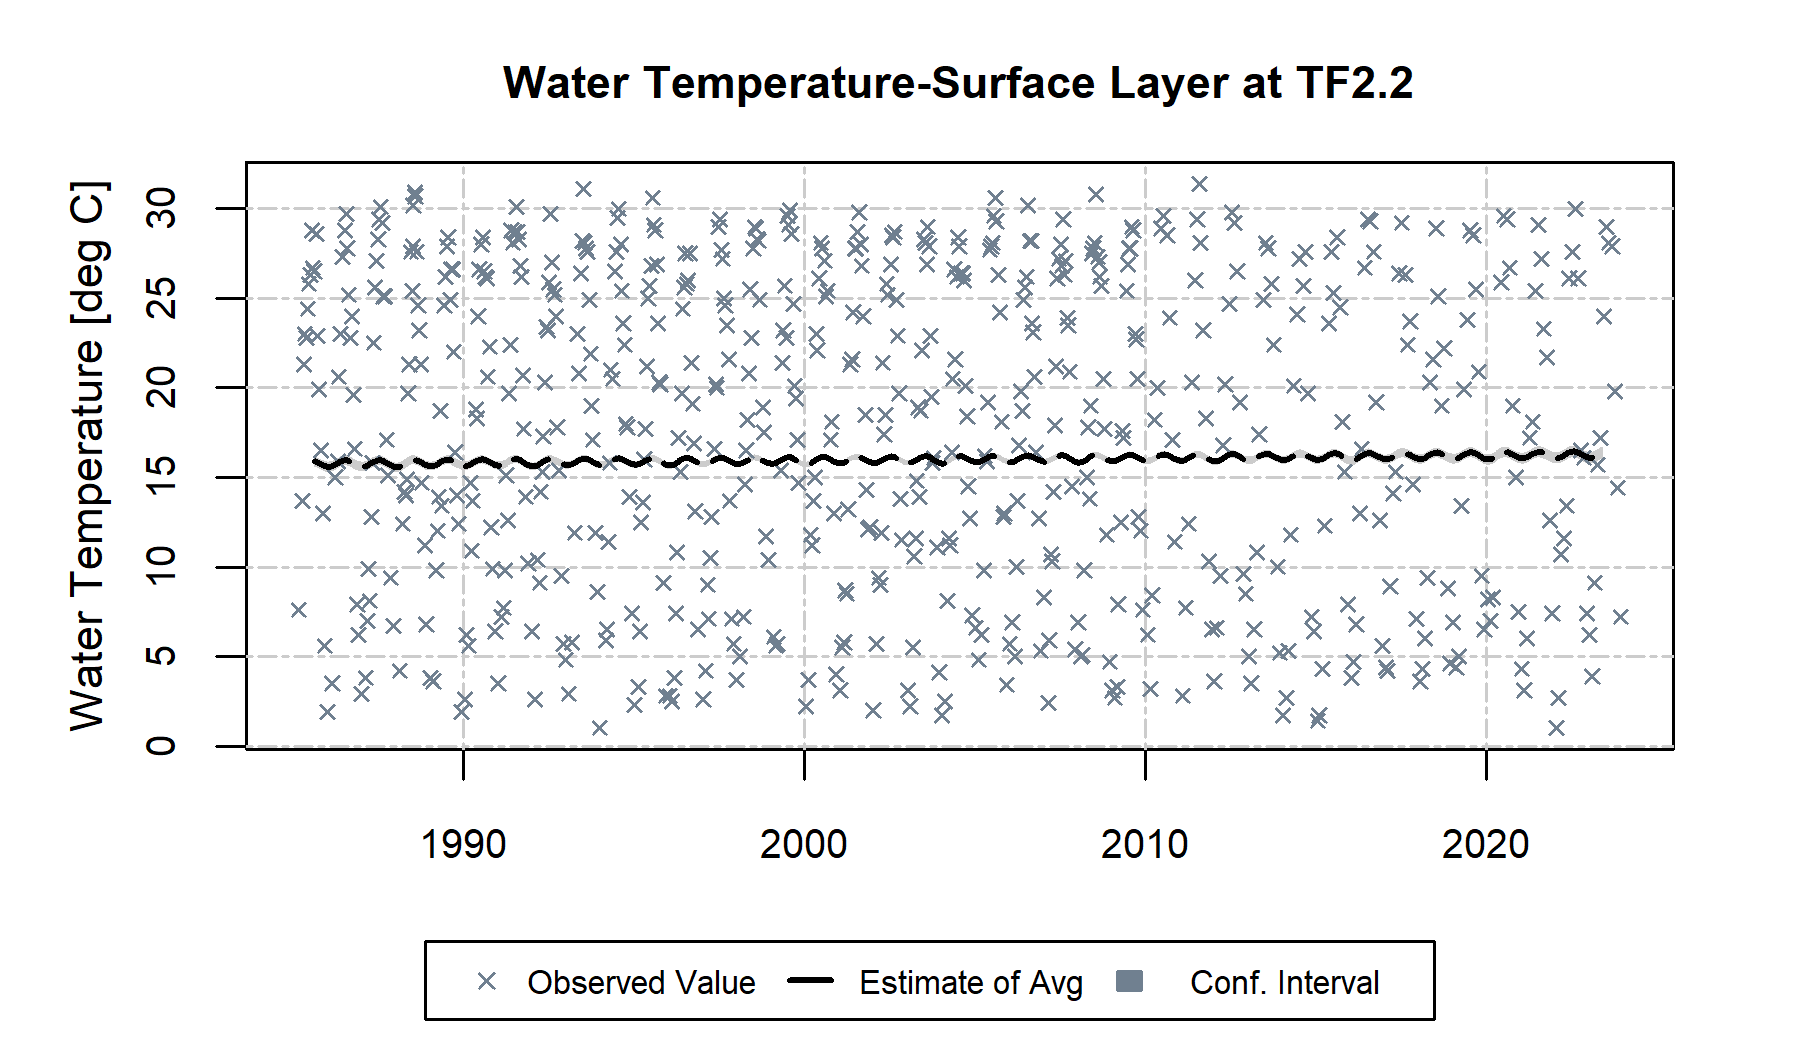 Water Temperature-Surface Layer at TF2.2
Water Temperature [deg C]
30
25
20
15
10
5
0
1990 2000 2010 2020
Observed Value Estimate of Avg Conf. Interval